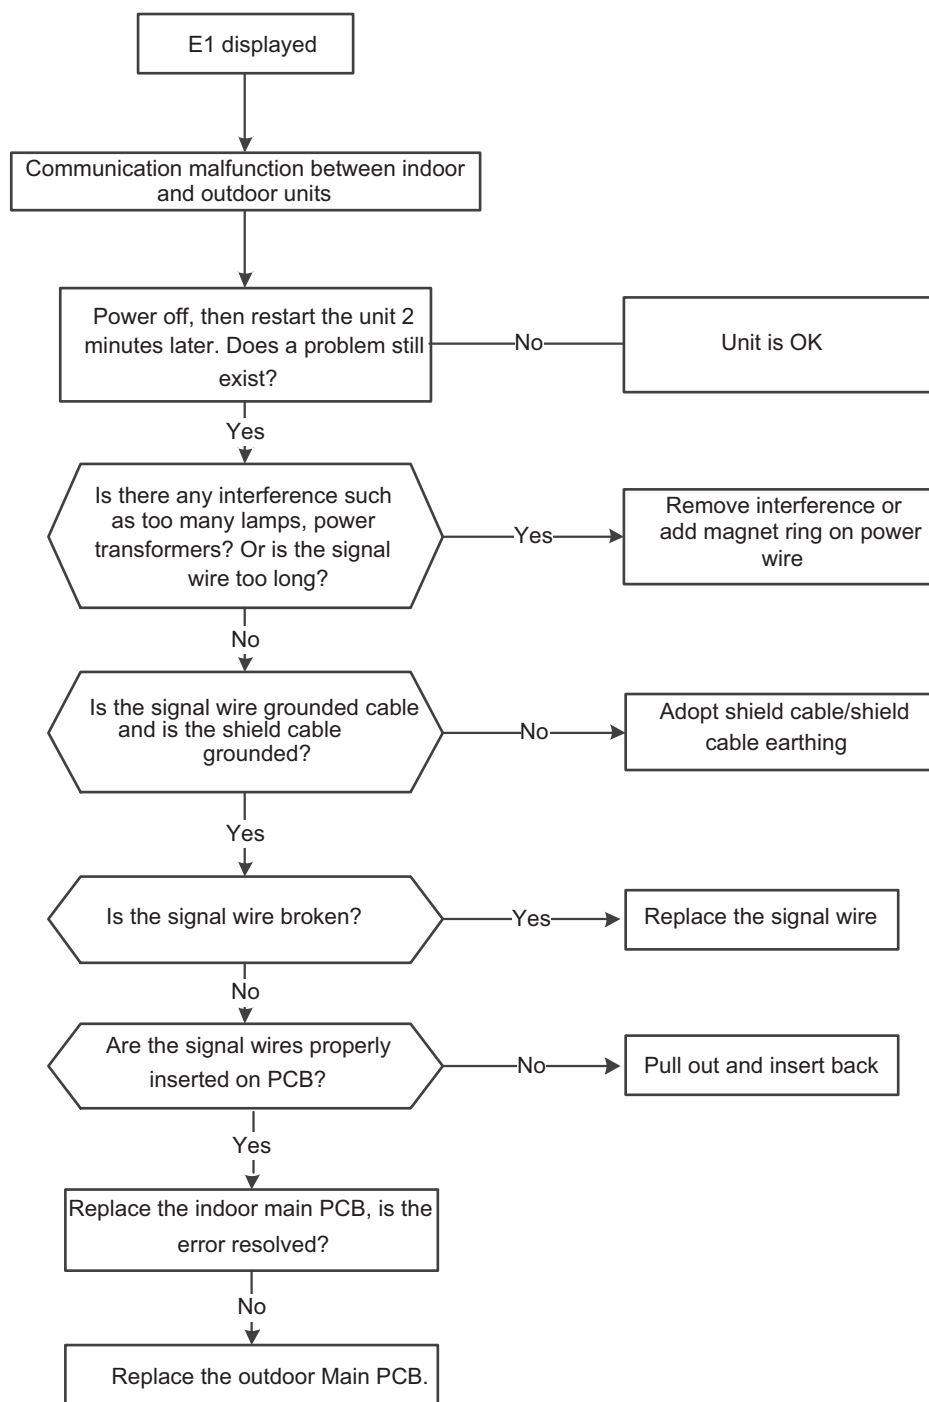 E1 displayed
Communication malfunction between indoor
and outdoor units
Power off, then restart the unit 2
minutes later. Does a problem still
exist?
No
Unit is OK
Yes
Is there any interference such
as too many lamps, power
transformers? Or is the signal
wire too long?
Yes
Remove interference or
add magnet ring on power
wire
No
Is the signal wire grounded cable
and is the shield cable
grounded?
No
Adopt shield cable/shield
cable earthing
Yes
Is the signal wire broken?
Yes
Replace the signal wire
No
Are the signal wires properly
inserted on PCB?
No
Pull out and insert back
Yes
Replace the indoor main PCB, is the
error resolved?
No
Replace the outdoor Main PCB.